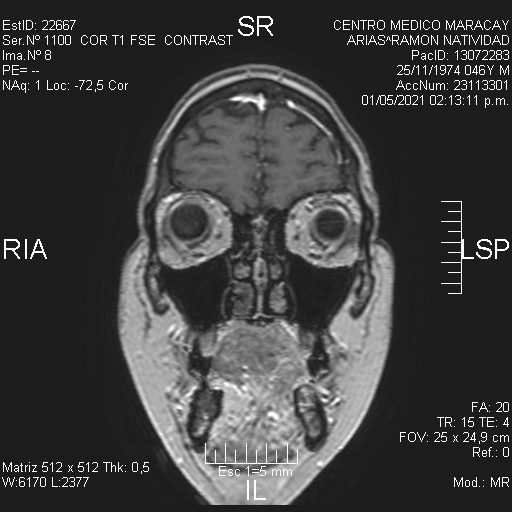 EstID: 22667
Ser.Nº 1100 COR T1 FSE CONTRAST
Ima.Nº 8
PE= --
NAq: 1 Loc: -72,5 Cor
SR
CENTRO MEDICO MARACAY
ARIAS^RAMON NATIVIDAD
PacID: 13072283
25/11/1974 046Y M
AccNum: 23113301
01/05/2021 02:13:11 p.m.
RIA
LSP
FA: 20
TR: 15 TE: 4
FOV: 25 x 24,9 cm
Ref.: 0
Mod.: MR
Matriz 512 x 512 Thk: 0,5
W:6170 L:2377
Esc 1=5 mm
IL